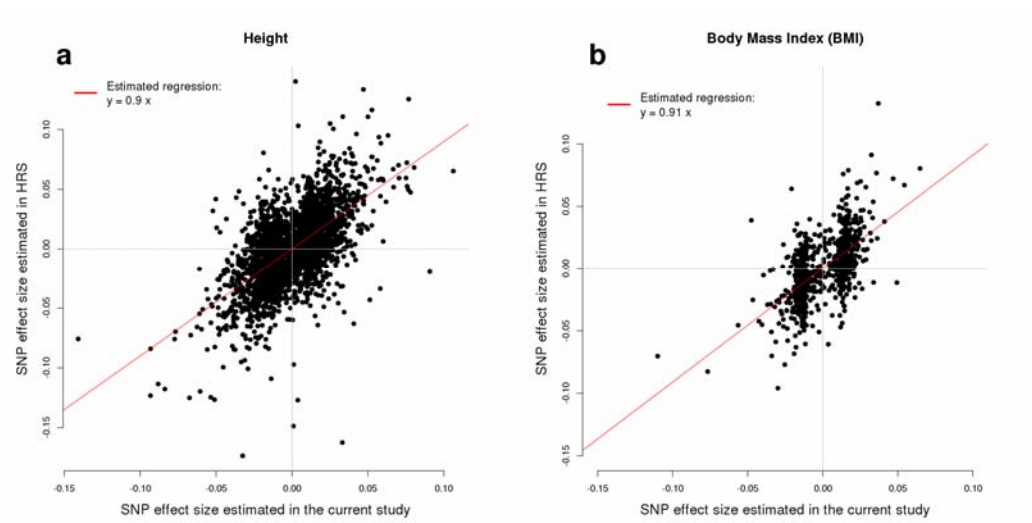 Height
a
Estimated regression:
y = 0.9 x
SNP effect size estimated in HRS
0.10
0.05
0.00
-0.05
-0.10
-0.15
-0.15
-0.10
-0.05
0.00
0.05
0.10
SNP effect size estimated in the current study
Body Mass Index (BMI)
b
Estimated regression:
y = 0.91 x
SNP effect size estimated in HRS
0.10
0.05
0.00
-0.05
-0.10
-0.15
-0.15
-0.10
-0.05
0.00
0.05
0.10
SNP effect size estimated in the current study